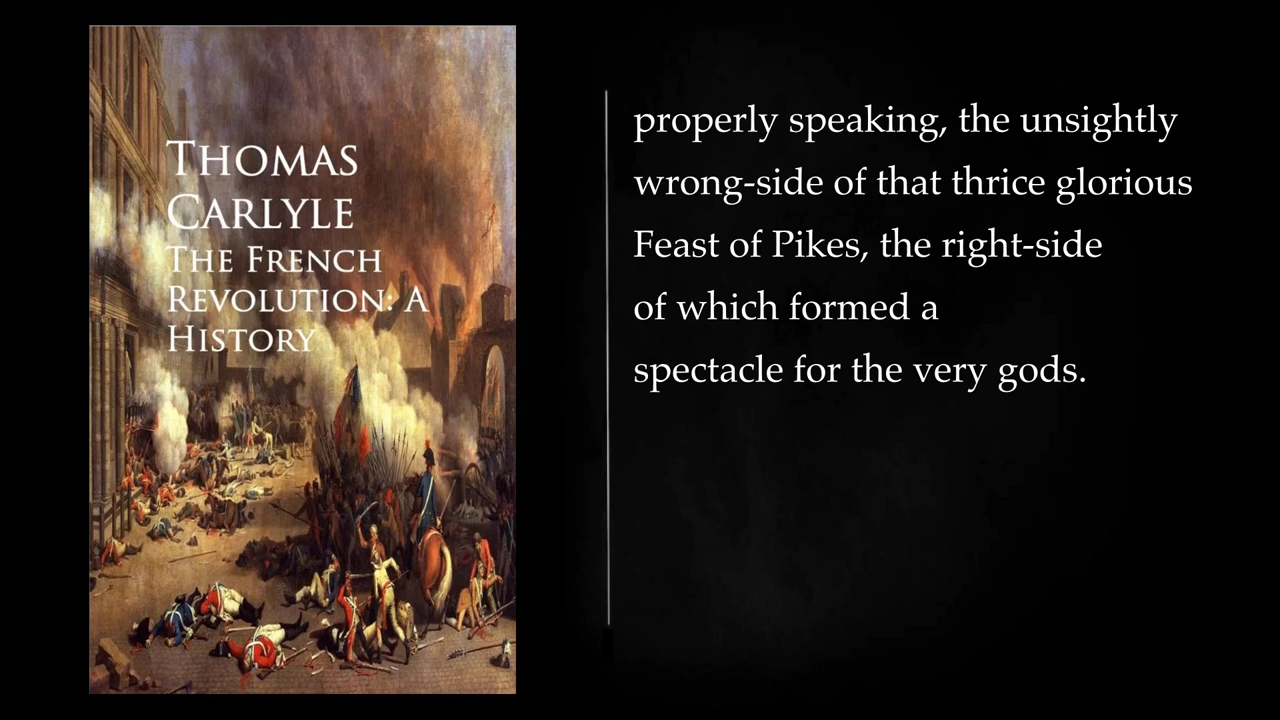 THOMAS
CARLYLE
THE FRENCH
REVOLUTION: A
HISTORY
properly speaking, the unsightly
wrong-side of that thrice glorious
Feast of Pikes, the right-side
of which formed a
spectacle for the very gods.